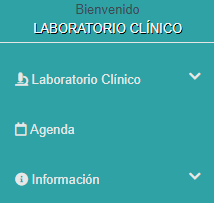 Bienvenido
LABORATORIO CLÍNICO
Laboratorio Clínico
Agenda
Información